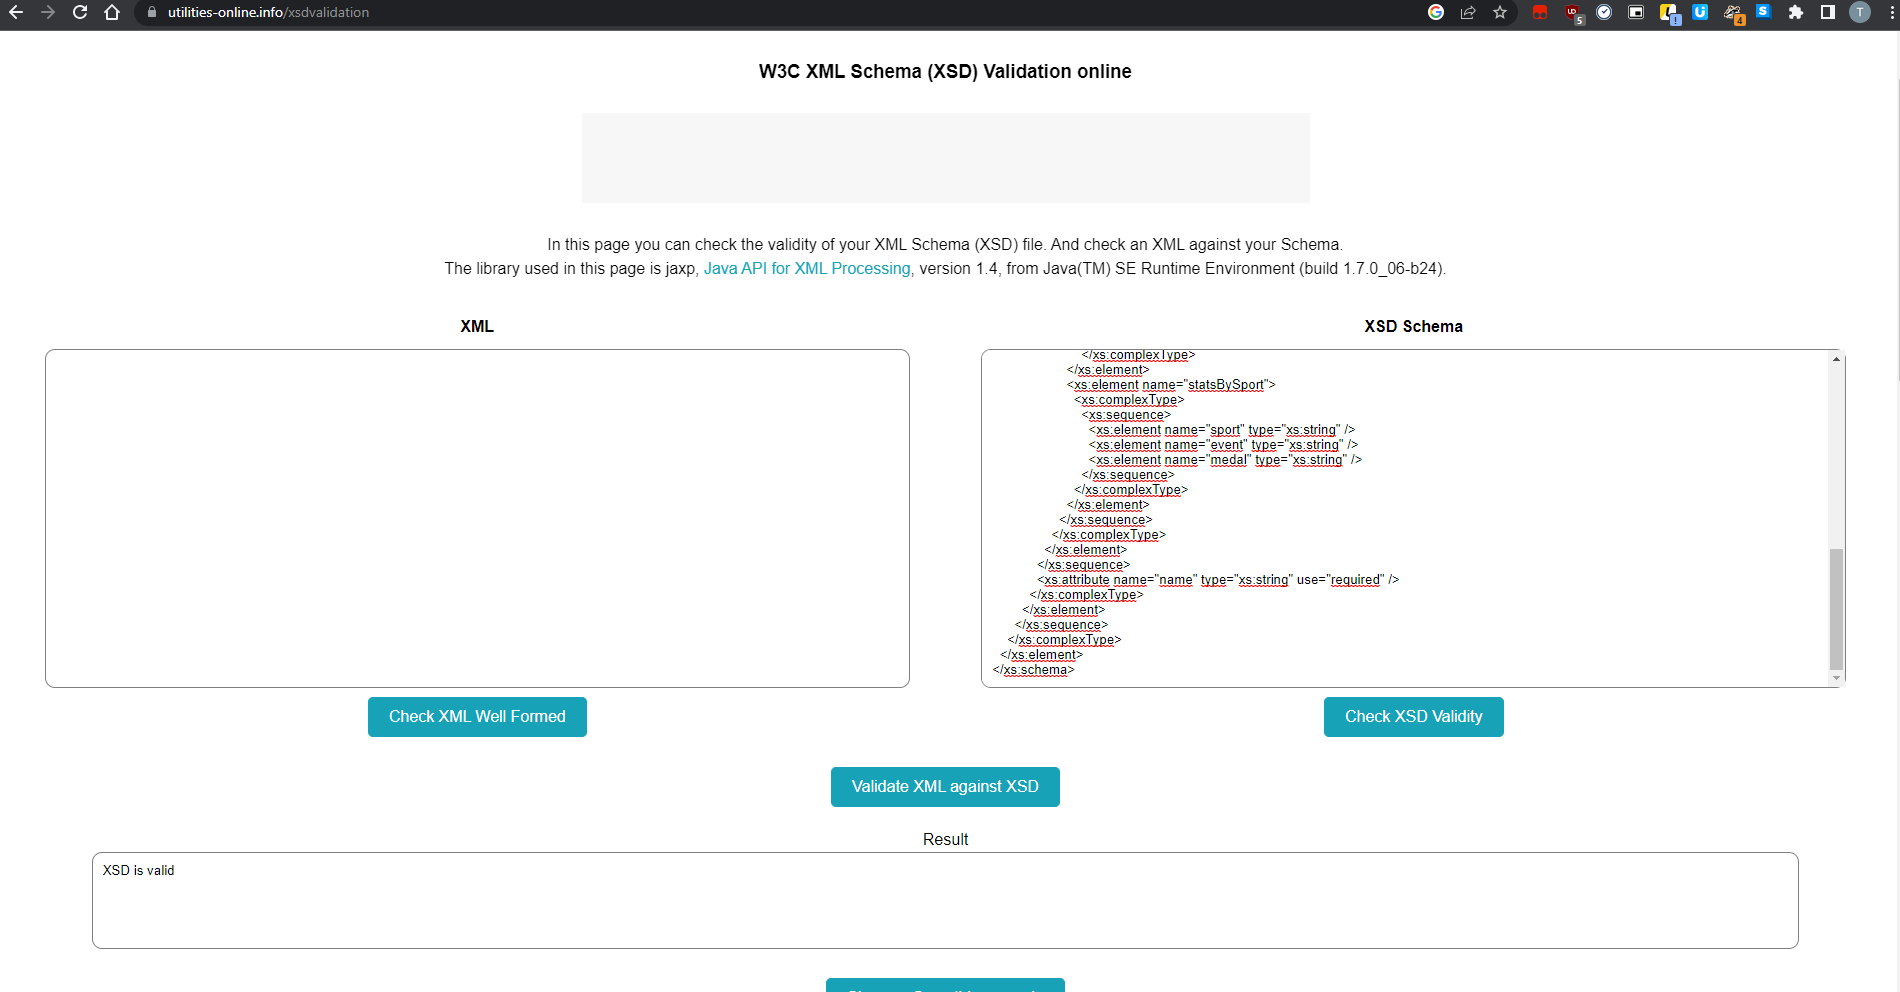 utilities-online.info/xsdvalidation
5
4
T
W3C XML Schema (XSD) Validation online
In this page you can check the validity of your XML Schema (XSD) file. And check an XML against your Schema.
The library used in this page is jaxp, Java API for XML Processing, version 1.4, from Java(TM) SE Runtime Environment (build 1.7.0_06-b24).
XML
XSD Schema
</xs:complexType>
</xs:element>
<xs:element name="statsBySport">
<xs:complexType>
<xs:sequence>
<xs:element name="sport" type="xs:string" />
<xs:element name="event" type="xs:string" />
<xs:element name="medal" type="xs:string" />
</xs:sequence>
</xs:complexType>
</xs:element>
</xs:sequence>
</xs:complexType>
</xs:element>
</xs:sequence>
<xs:attribute name="name" type="xs:string" use="required" />
</xs:complexType>
</xs:element>
</xs:sequence>
</xs:complexType>
</xs:element>
</xs:schema>
Check XML Well Formed
Check XSD Validity
Validate XML against XSD
Result
XSD is valid